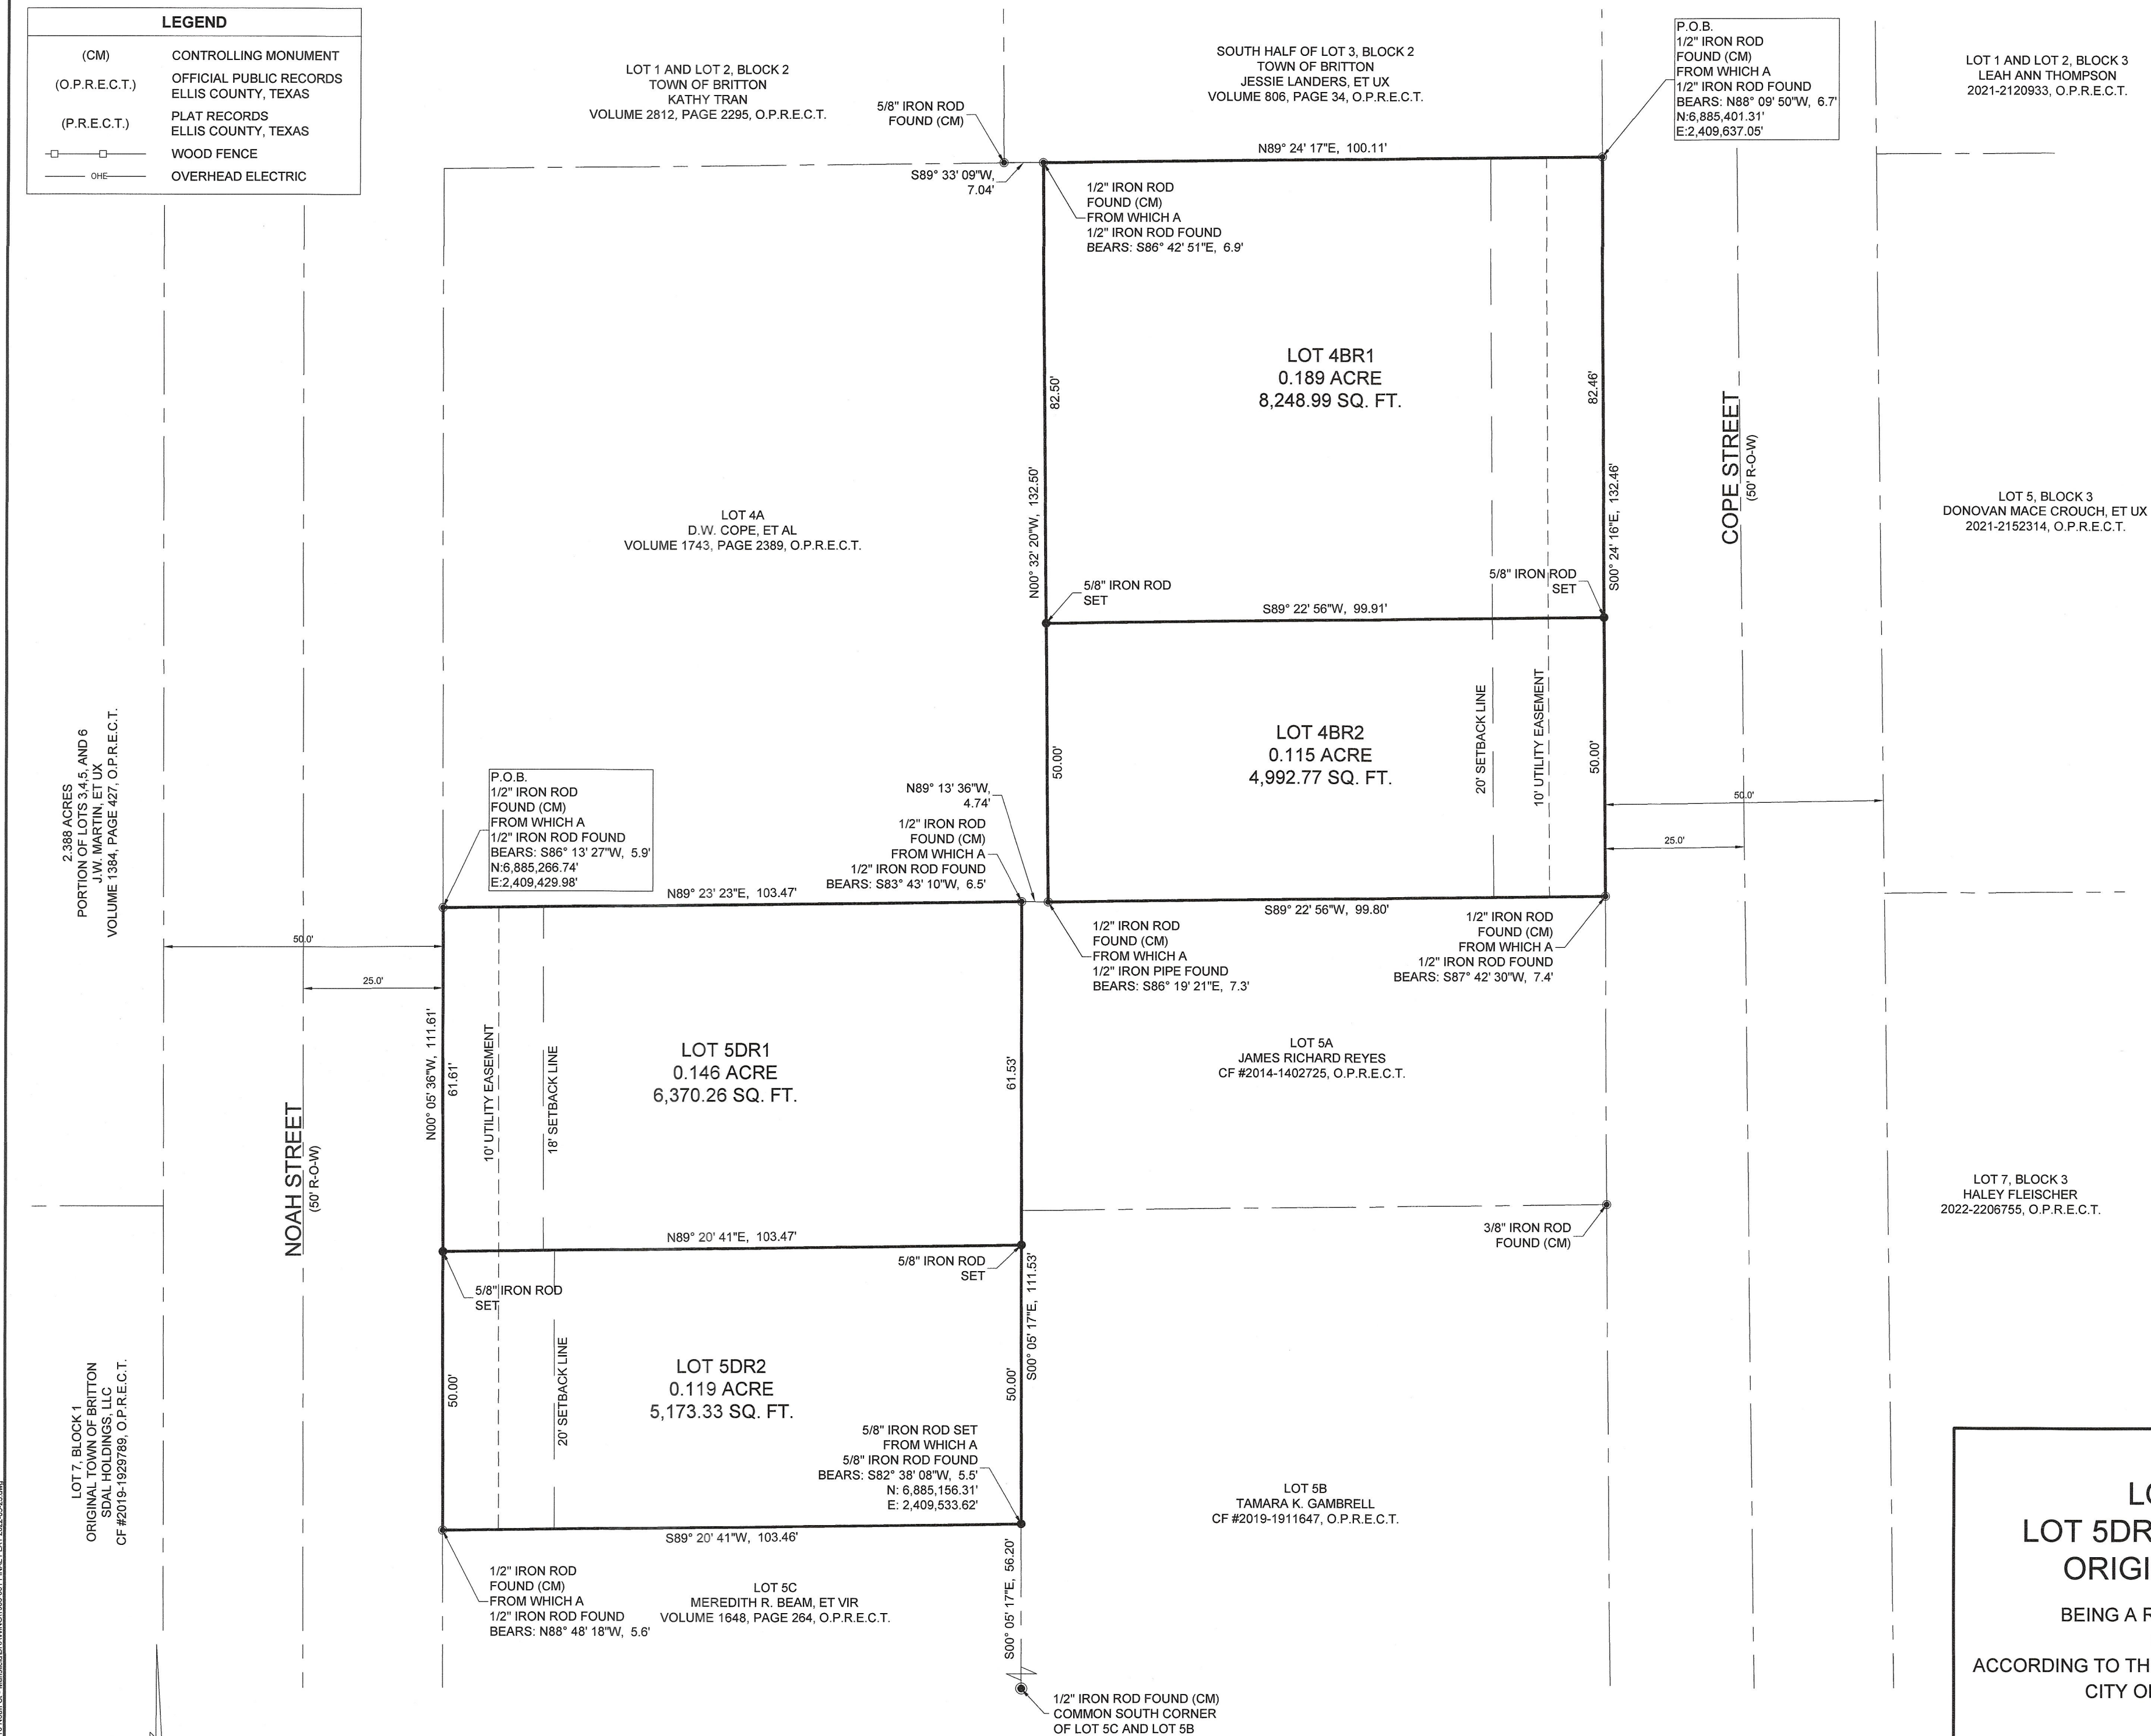 LEGEND
(CM) CONTROLLING MONUMENT
(O.P.R.E.C.T.) OFFICIAL PUBLIC RECORDS
ELLIS COUNTY, TEXAS
(P.R.E.C.T.) PLAT RECORDS
ELLIS COUNTY, TEXAS
WOOD FENCE
OHE OVERHEAD ELECTRIC
LOT 1 AND LOT 2, BLOCK 2
TOWN OF BRITTON
KATHY TRAN
VOLUME 2812, PAGE 2295, O.P.R.E.C.T.
5/8" IRON ROD
FOUND (CM)
SOUTH HALF OF LOT 3, BLOCK 2
TOWN OF BRITTON
JESSIE LANDERS, ET UX
VOLUME 806, PAGE 34, O.P.R.E.C.T.
P.O.B.
1/2" IRON ROD
FOUND (CM)
FROM WHICH A
1/2" IRON ROD FOUND
BEARS: N88° 09' 50"W, 6.7'
N:6,885,401.31'
E:2,409,637.05'
LOT 1 AND LOT 2, BLOCK 3
LEAH ANN THOMPSON
2021-2120933, O.P.R.E.C.T.
N89° 24' 17"E, 100.11'
S89° 33' 09"W,
7.04'
1/2" IRON ROD
FOUND (CM)
FROM WHICH A
1/2" IRON ROD FOUND
BEARS: S86° 42' 51"E, 6.9'
LOT 4BR1
0.189 ACRE
8,248.99 SQ. FT.
82.50'
82.46'
N00° 32' 20"W, 132.50'
S00° 24' 16"E, 132.46'
COPE STREET
(50' R-O-W)
LOT 5, BLOCK 3
DONOVAN MACE CROUCH, ET UX
2021-2152314, O.P.R.E.C.T.
LOT 4A
D.W. COPE, ET AL
VOLUME 1743, PAGE 2389, O.P.R.E.C.T.
5/8" IRON ROD
SET
5/8" IRON ROD
SET
S89° 22' 56"W, 99.91'
LOT 4BR2
0.115 ACRE
4,992.77 SQ. FT.
50.00'
50.00'
20' SETBACK LINE
10' UTILITY EASEMENT
50.0'
25.0'
2.388 ACRES
PORTION OF LOTS 3,4,5, AND 6
J.W. MARTIN, ET UX
VOLUME 1384, PAGE 427, O.P.R.E.C.T.
P.O.B.
1/2" IRON ROD
FOUND (CM)
FROM WHICH A
1/2" IRON ROD FOUND
BEARS: S86° 13' 27"W, 5.9'
N:6,885,266.74'
E:2,409,429.98'
N89° 13' 36"W,
4.74'
1/2" IRON ROD
FOUND (CM)
FROM WHICH A
1/2" IRON ROD FOUND
BEARS: S83° 43' 10"W, 6.5'
N89° 23' 23"E, 103.47'
S89° 22' 56"W, 99.80'
1/2" IRON ROD
FOUND (CM)
FROM WHICH A
1/2" IRON PIPE FOUND
BEARS: S86° 19' 21"E, 7.3'
1/2" IRON ROD
FOUND (CM)
FROM WHICH A
1/2" IRON ROD FOUND
BEARS: S87° 42' 30"W, 7.4'
50.0'
25.0'
NOAH STREET
(50' R-O-W)
N00° 05' 36"W, 111.61'
61.61'
10' UTILITY EASEMENT
18' SETBACK LINE
LOT 5DR1
0.146 ACRE
6,370.26 SQ. FT.
61.53'
LOT 5A
JAMES RICHARD REYES
CF #2014-1402725, O.P.R.E.C.T.
LOT 7, BLOCK 3
HALEY FLEISCHER
2022-2206755, O.P.R.E.C.T.
3/8" IRON ROD
FOUND (CM)
N89° 20' 41"E, 103.47'
5/8" IRON ROD
SET
5/8" IRON ROD
SET
S00° 05' 17"E, 111.53'
LOT 7, BLOCK 1
ORIGINAL TOWN OF BRITTON
SDAL HOLDINGS, LLC
CF #2019-1929789, O.P.R.E.C.T.
50.00'
20' SETBACK LINE
LOT 5DR2
0.119 ACRE
5,173.33 SQ. FT.
50.00'
5/8" IRON ROD SET
FROM WHICH A
5/8" IRON ROD FOUND
BEARS: S82° 38' 08"W, 5.5'
N: 6,885,156.31'
E: 2,409,533.62'
S89° 20' 41"W, 103.46'
LOT 5B
TAMARA K. GAMBRELL
CF #2019-1911647, O.P.R.E.C.T.
1/2" IRON ROD
FOUND (CM)
FROM WHICH A
1/2" IRON ROD FOUND
BEARS: N88° 48' 18"W, 5.6'
LOT 5C
MEREDITH R. BEAM, ET VIR
VOLUME 1648, PAGE 264, O.P.R.E.C.T.
S00° 05' 17"E, 56.20'
1/2" IRON ROD FOUND (CM)
COMMON SOUTH CORNER
OF LOT 5C AND LOT 5B
LO
LOT 5DR
ORIGI
BEING A R
ACCORDING TO TH
CITY O